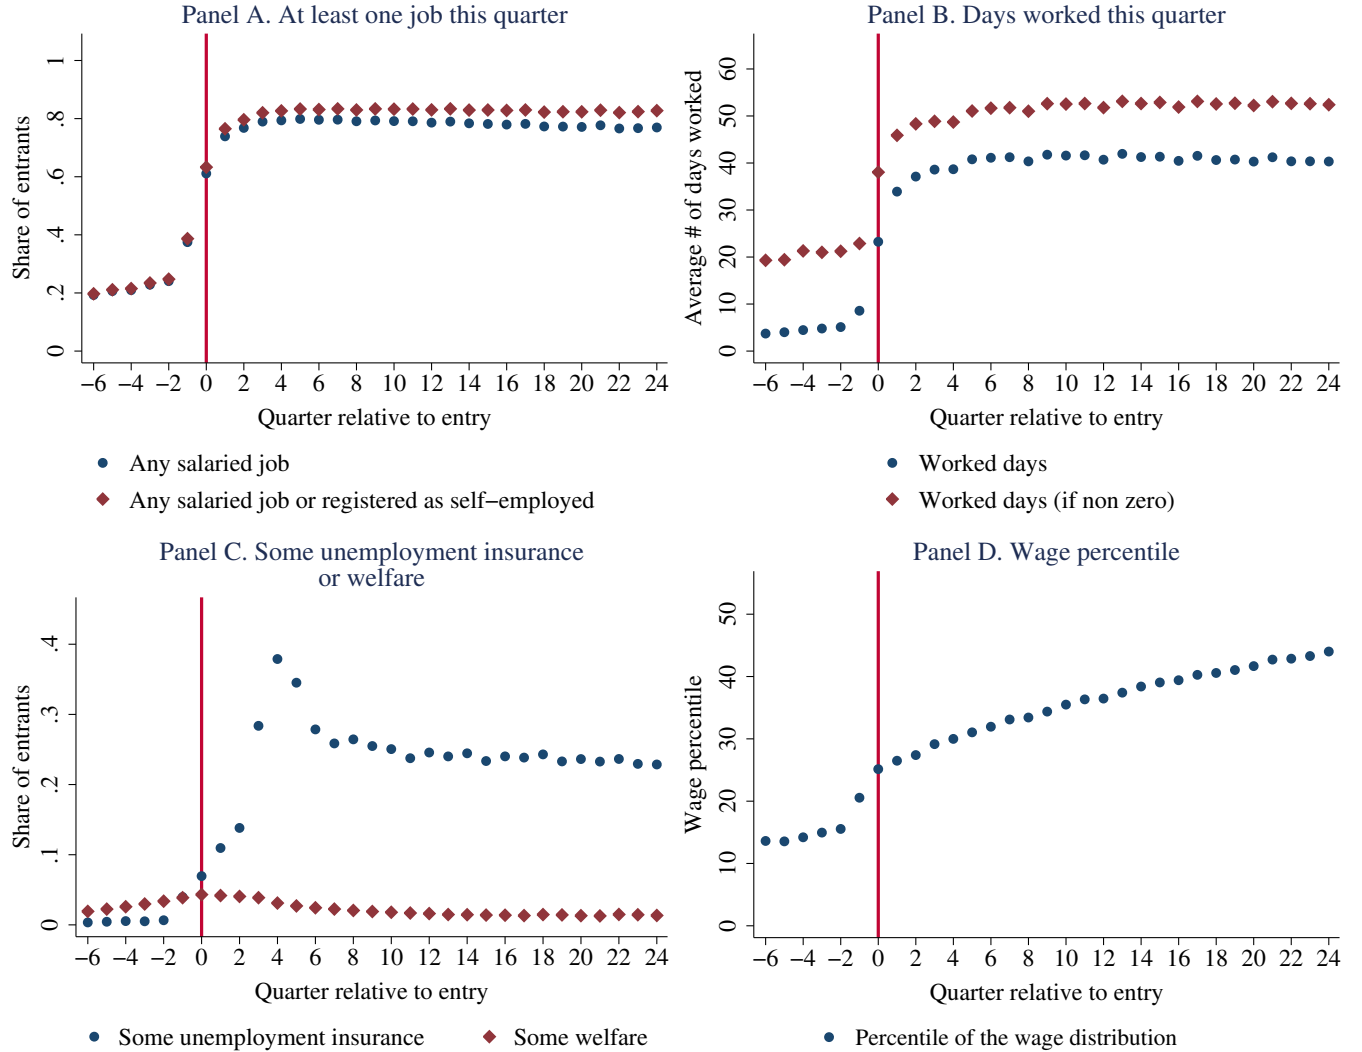 Panel A. At least one job this quarter
Share of entrants
0 .2 .4 .6 .8 1
−6 −4 −2 0 2 4 6 8 10 12 14 16 18 20 22 24
Quarter relative to entry
Any salaried job
Any salaried job or registered as self−employed
Panel B. Days worked this quarter
Average # of days worked
0 10 20 30 40 50 60
−6 −4 −2 0 2 4 6 8 10 12 14 16 18 20 22 24
Quarter relative to entry
Worked days
Worked days (if non zero)
Panel C. Some unemployment insurance
or welfare
Share of entrants
0 .1 .2 .3 .4
−6 −4 −2 0 2 4 6 8 10 12 14 16 18 20 22 24
Quarter relative to entry
Some unemployment insurance
Some welfare
Panel D. Wage percentile
Wage percentile
0 10 20 30 40 50
−6 −4 −2 0 2 4 6 8 10 12 14 16 18 20 22 24
Quarter relative to entry
Percentile of the wage distribution